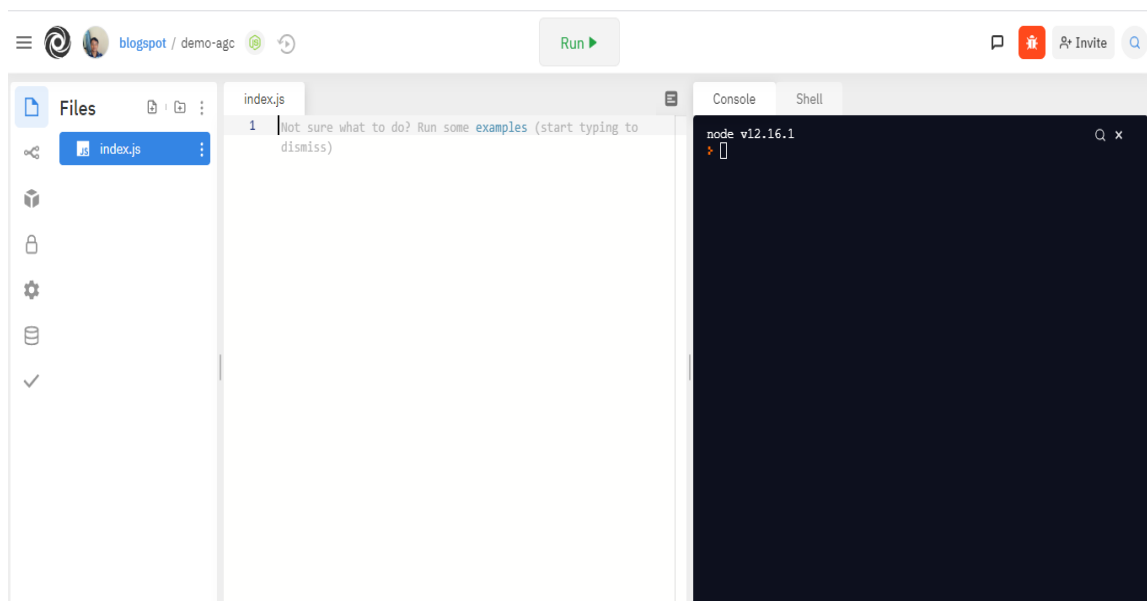 blogspot / demo-agc
Run
Invite
Files
JS index.js
index.js
1 Not sure what to do? Run some examples (start typing to
dismiss)
Console Shell
node v12.16.1